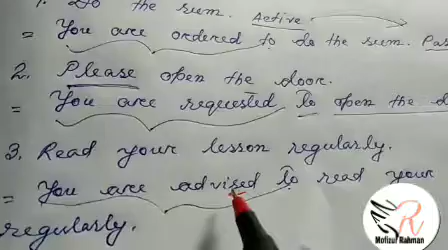 1. Do the sum. Active
= You are ordered to do the sum.
2. Please open the door.
= You are requested to open the
3. Read your lesson regularly.
= You are advised to read your
regularly.
Mofizur Rahman